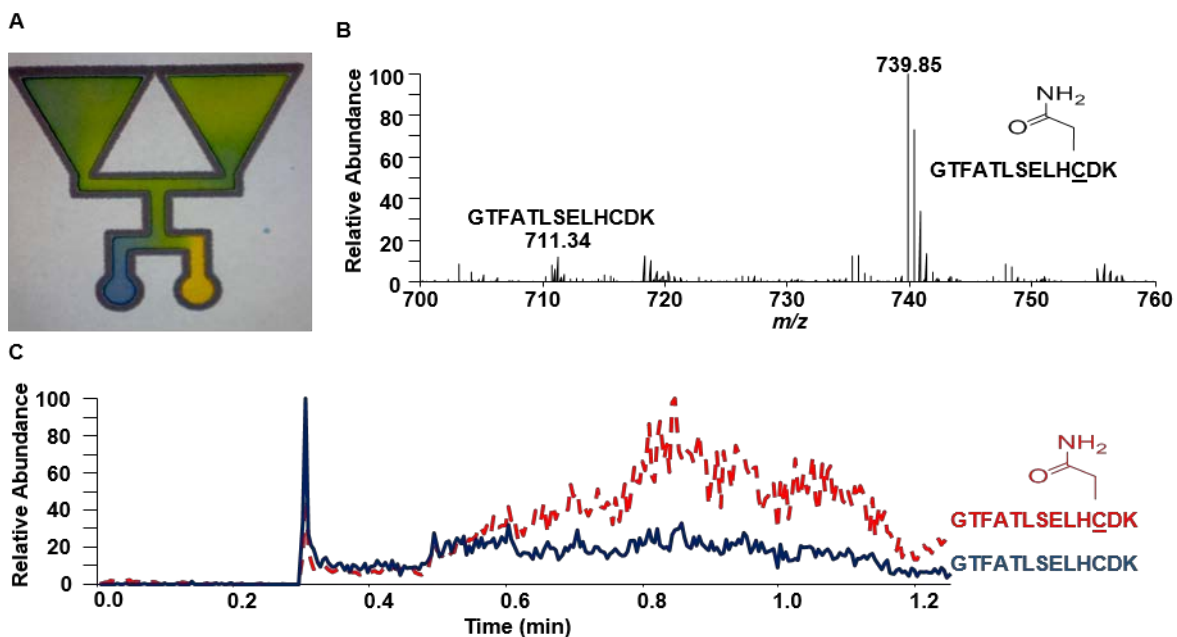 A
B
Relative Abundance
100
80
60
40
20
0
739.85
NH2
O
GTFATLSELHCDK
GTFATLSELHCDK
711.34
700
710
720
730
740
750
760
m/z
C
Relative Abundance
100
80
60
40
20
0
NH2
O
GTFATLSELHCDK
GTFATLSELHCDK
0.0
0.2
0.4
0.6
0.8
1.0
1.2
Time (min)